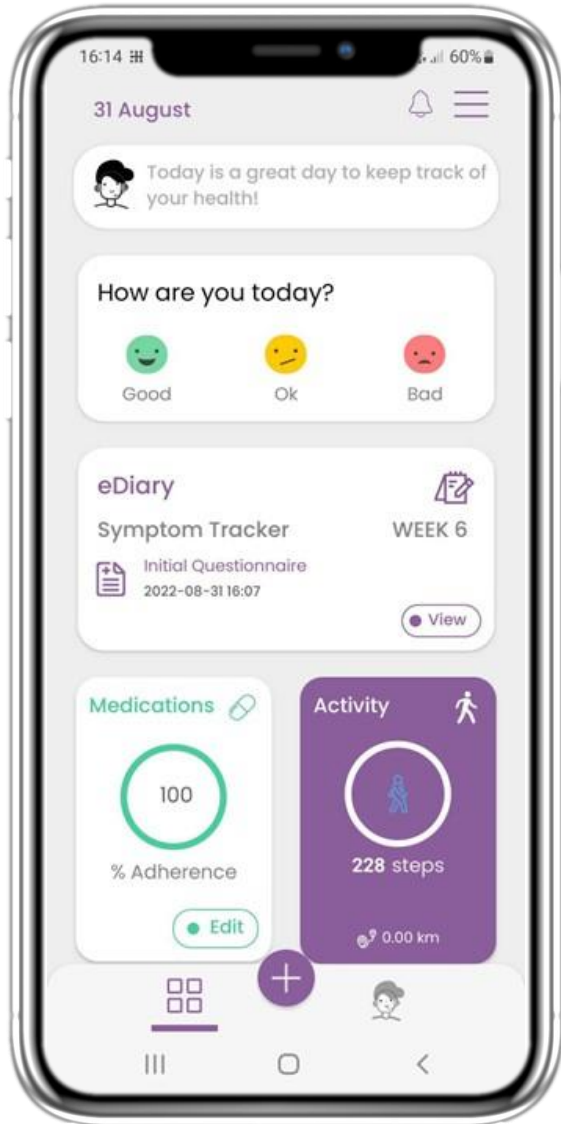 16:14
60%
31 August
Today is a great day to keep track of
your health!
How are you today?
Good
Ok
Bad
eDiary
Symptom Tracker
WEEK 6
Initial Questionnaire
2022-08-31 16:07
View
Medications
100
% Adherence
Edit
Activity
228 steps
0.00 km